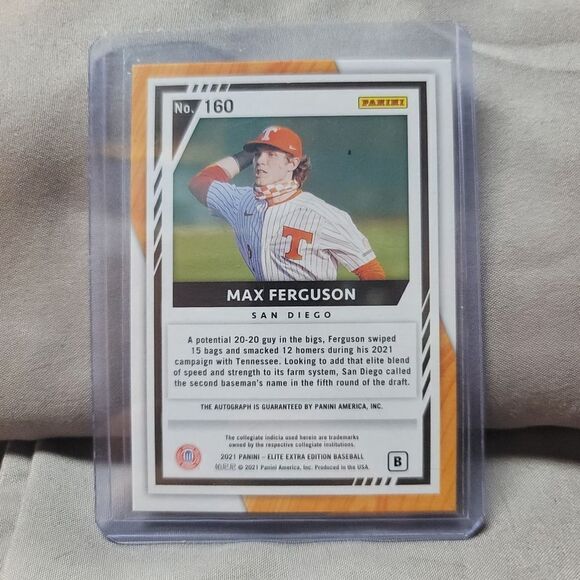 No. 160
PANINI
T
T
MAX FERGUSON
SAN DIEGO
A potential 20-20 guy in the bigs, Ferguson swiped
15 bags and smacked 12 homers during his 2021
campaign with Tennessee. Looking to add that elite blend
of speed and strength to its farm system, San Diego called
the second baseman's name in the fifth round of the draft.
THE AUTOGRAPH IS GUARANTEED BY PANINI AMERICA, INC.
The collegiate indicia used herein are trademarks
owned by the respective collegiate institutions.
2021 PANINI – ELITE EXTRA EDITION BASEBALL
© 2021 Panini America, Inc. Produced in the USA.
B